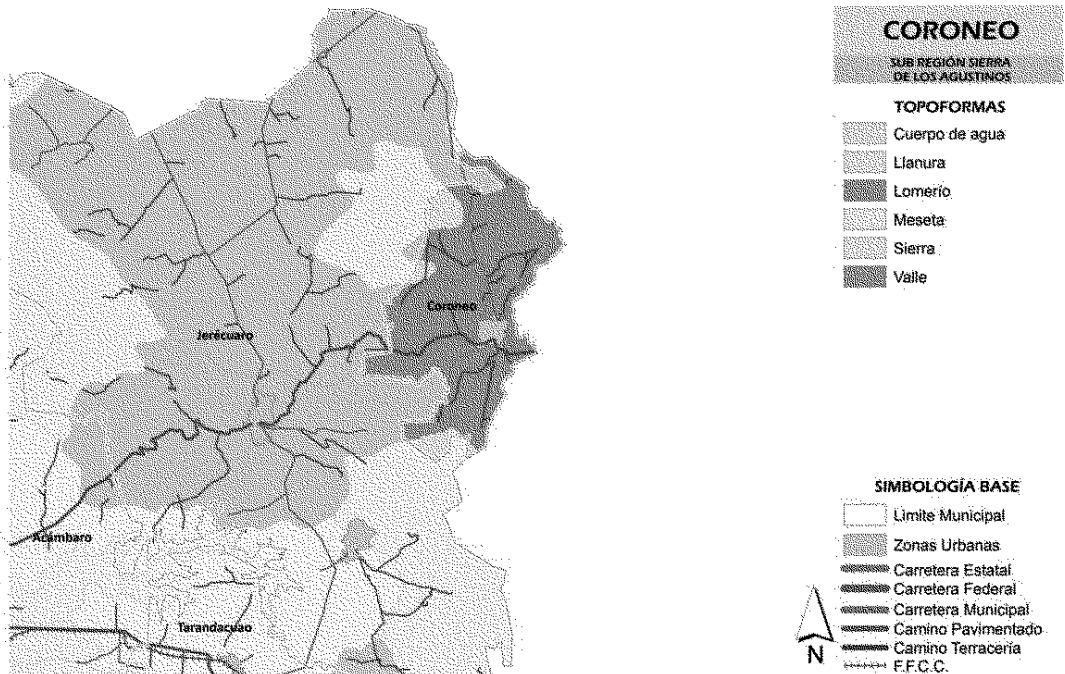 CORONEO
SUB REGIÓN SIERRA
DE LOS AGUSTINOS
TOPOFORMAS
Cuerpo de agua
Llanura
Lomerío
Meseta
Sierra
Valle
Coroneo
Jerécuaro
Acámbaro
Tarandacuao
SIMBOLOGÍA BASE
Límite Municipal
Zonas Urbanas
Carretera Estatal
Carretera Federal
Carretera Municipal
Camino Pavimentado
Camino Terracería
F.F.C.C.
N